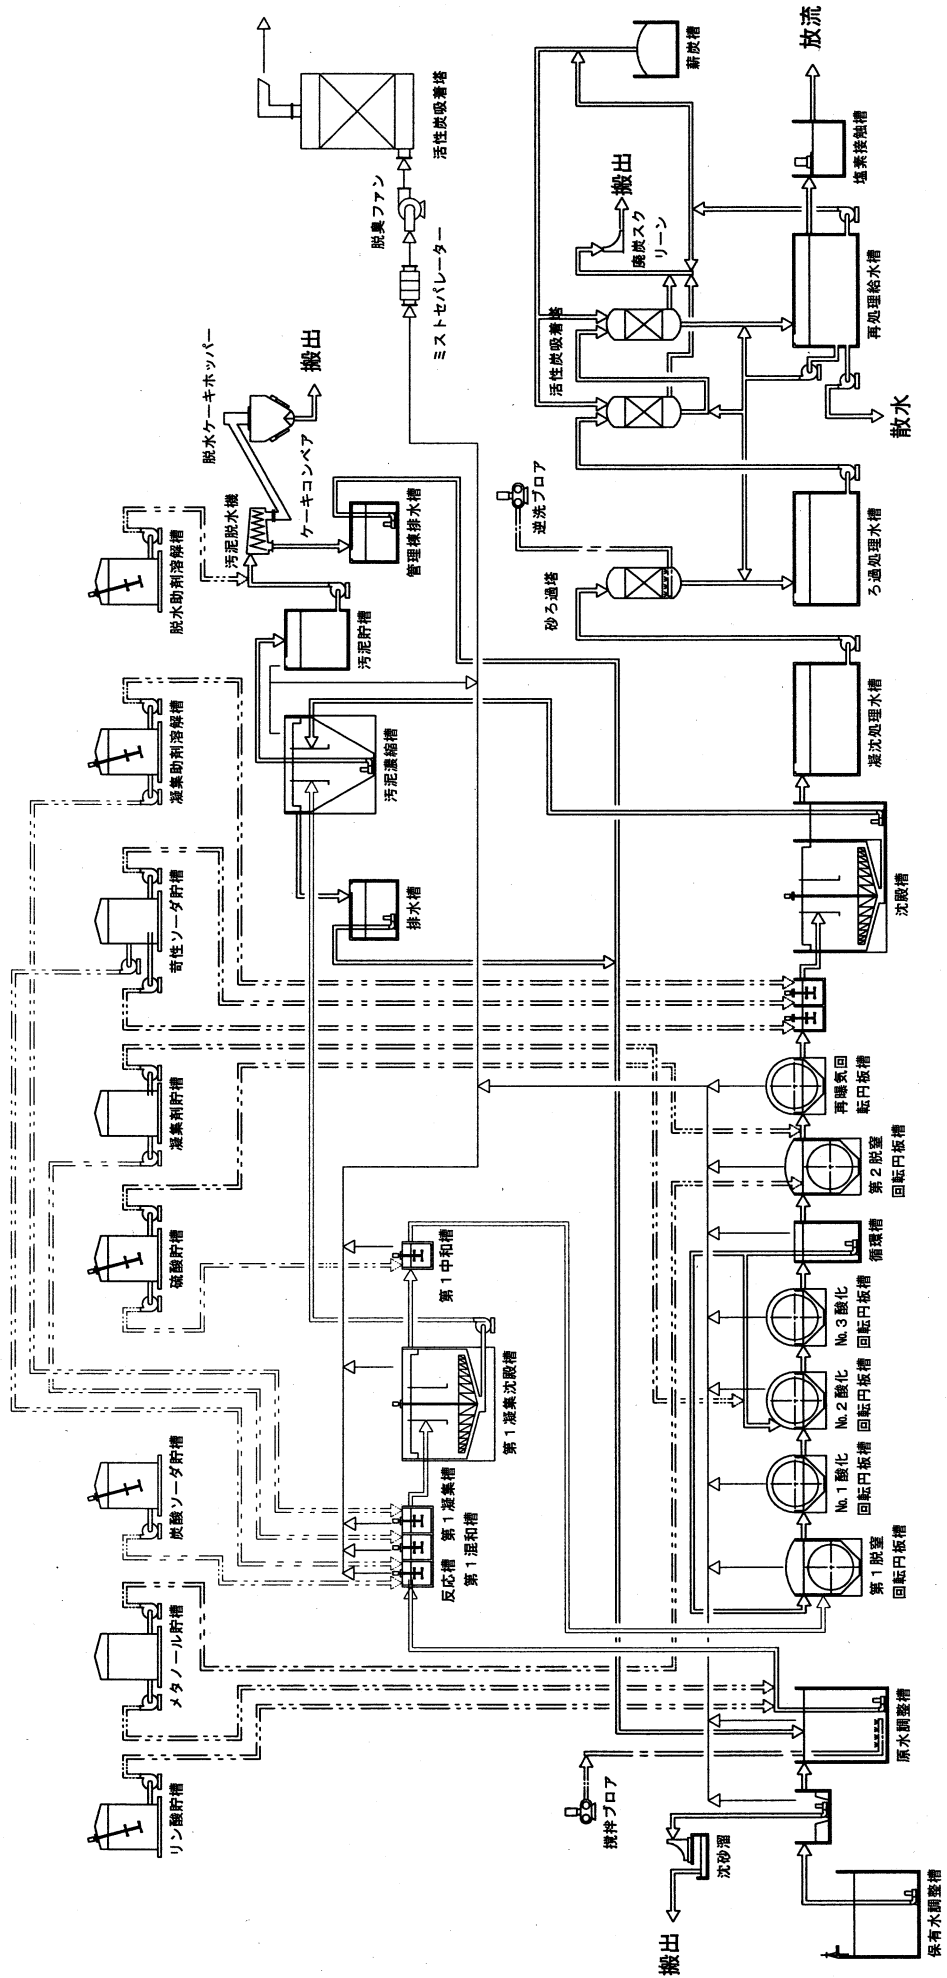 リン酸貯槽
メタノール貯槽
炭酸ソーダ貯槽
硫酸貯槽
凝集剤貯槽
苛性ソーダ貯槽
凝集助剤溶解槽
脱水助剤溶解槽
脱水ケーキホッパー
汚泥脱水機
搬出
ケーキコンベア
管理棟排水槽
汚泥貯槽
汚泥濃縮槽
排水槽
脱臭ファン
ミストセパレーター
活性炭吸着塔
反応槽
第1凝集槽
第1混和槽
第1凝集沈殿槽
第1中和槽
薪炭槽
搬出
廃炭スク
リーン
活性炭吸着塔
逆洗ブロア
砂ろ過塔
撹拌ブロア
沈砂溜
搬出
保有水調整槽
原水調整槽
第1脱窒
回転円板槽
No.1酸化
回転円板槽
No.2酸化
回転円板槽
No.3酸化
回転円板槽
循環槽
第2脱窒
回転円板槽
再曝気回
転円板槽
沈殿槽
凝沈処理水槽
ろ過処理水槽
散水
再処理給水槽
塩素接触槽
放流